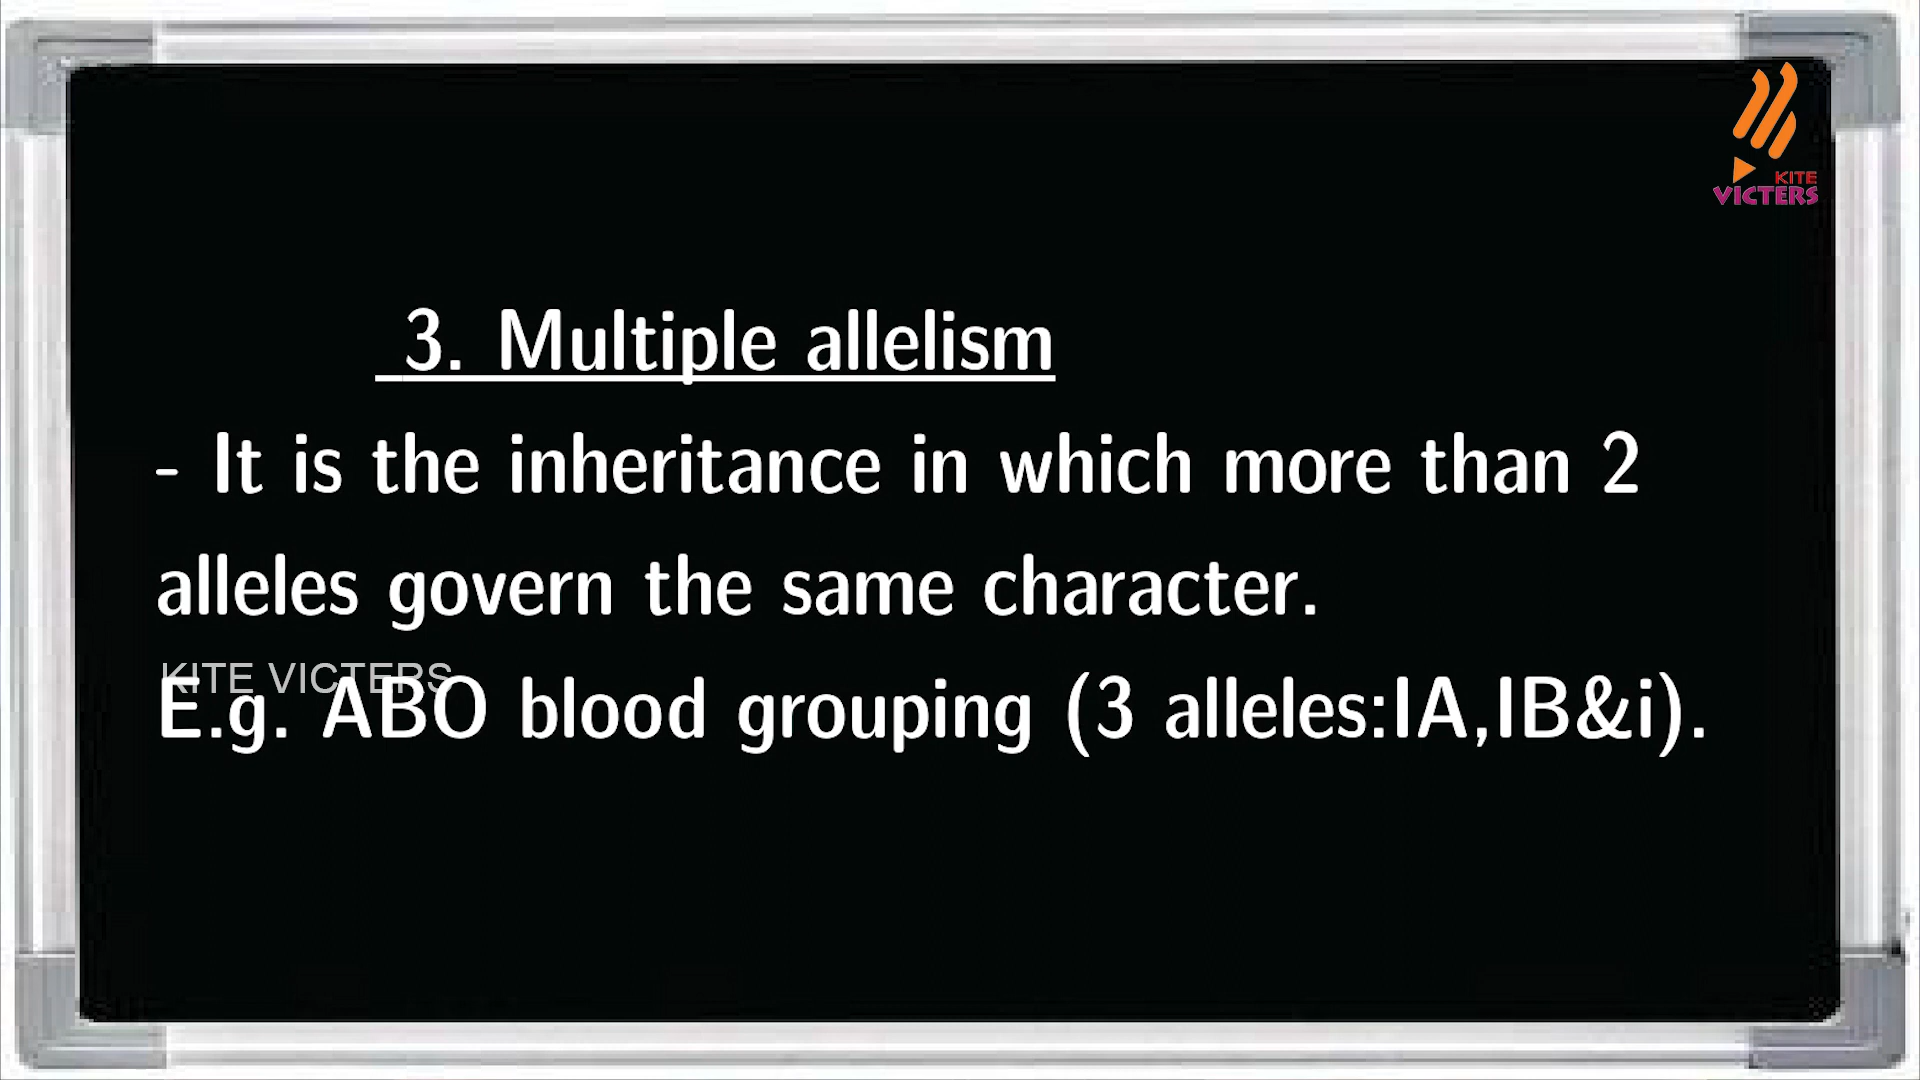 KITE
VICTERS
3. Multiple allelism
- It is the inheritance in which more than 2
alleles govern the same character.
KITE VICTERS
E.g. ABO blood grouping (3 alleles:IA,IB&i).